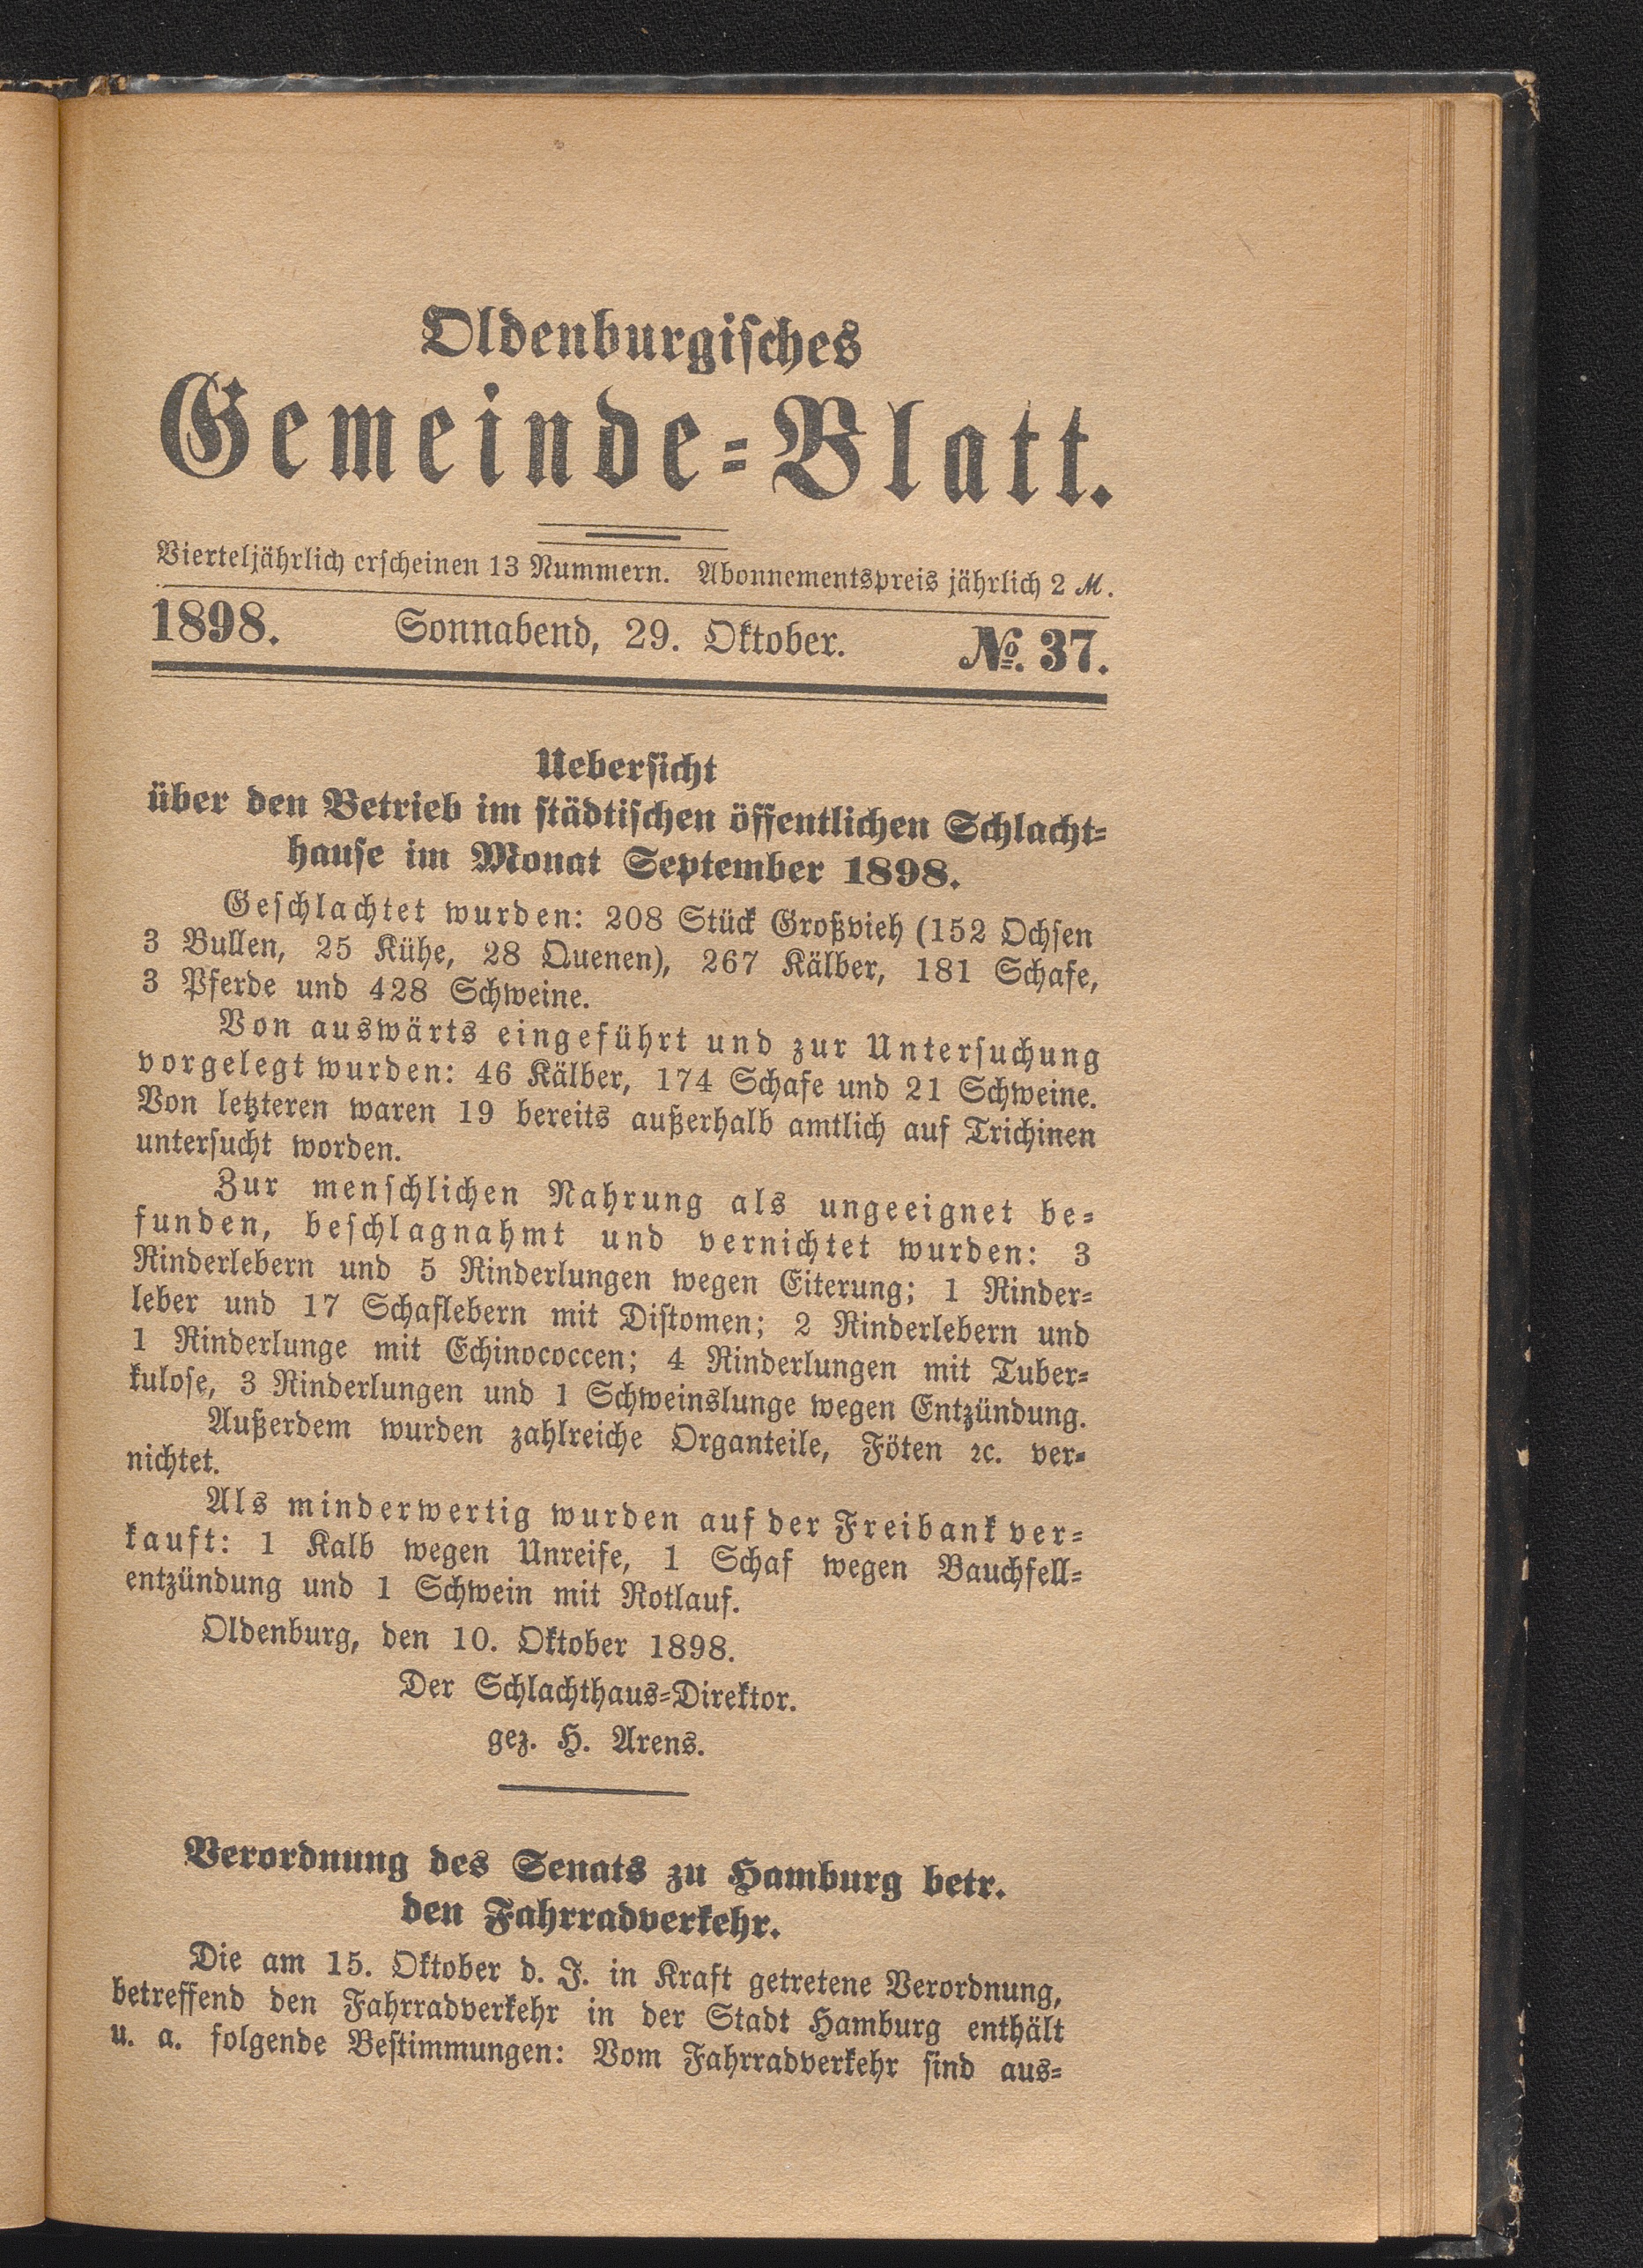 Oldenburgisches
Gemeinde-Blatt.
Vierteljährlich erscheinen 13 Nummern. Abonnementspreis jährlich 2 M.
1898. Sonnabend, 29. Oktober. No. 37.
Uebersicht
über den Betrieb im städtischen öffentlichen Schlacht-
hause im Monat September 1898.
Geschlachtet wurden: 208 Stück Großvieh (152 Ochsen
3 Bullen, 25 Kühe, 28 Quenen), 267 Kälber, 181 Schafe,
3 Pferde und 428 Schweine.
Von auswärts eingeführt und zur Untersuchung
vorgelegt wurden: 46 Kälber, 174 Schafe und 21 Schweine.
Von letzteren waren 19 bereits außerhalb amtlich auf Trichinen
untersucht worden.
Zur menschlichen Nahrung als ungeeignet be-
funden, beschlagnahmt und vernichtet wurden: 3
Rinderlebern und 5 Rinderlungen wegen Eiterung; 1 Rinder-
leber und 17 Schaflebern mit Distomen; 2 Rinderlebern und
1 Rinderlunge mit Echinococcen; 4 Rinderlungen mit Tuber-
kulose, 3 Rinderlungen und 1 Schweinslunge wegen Entzündung.
Außerdem wurden zahlreiche Organteile, Föten ꝛc. ver-
nichtet.
Als minderwertig wurden auf der Freibank ver-
kauft: 1 Kalb wegen Unreife, 1 Schaf wegen Bauchfell-
entzündung und 1 Schwein mit Rotlauf.
Oldenburg, den 10. Oktober 1898.
Der Schlachthaus-Direktor.
gez. H. Arens.
Verordnung des Senats zu Hamburg betr.
den Fahrradverkehr.
Die am 15. Oktober d. J. in Kraft getretene Verordnung,
betreffend den Fahrradverkehr in der Stadt Hamburg enthält
u. a. folgende Bestimmungen: Vom Fahrradverkehr sind aus-